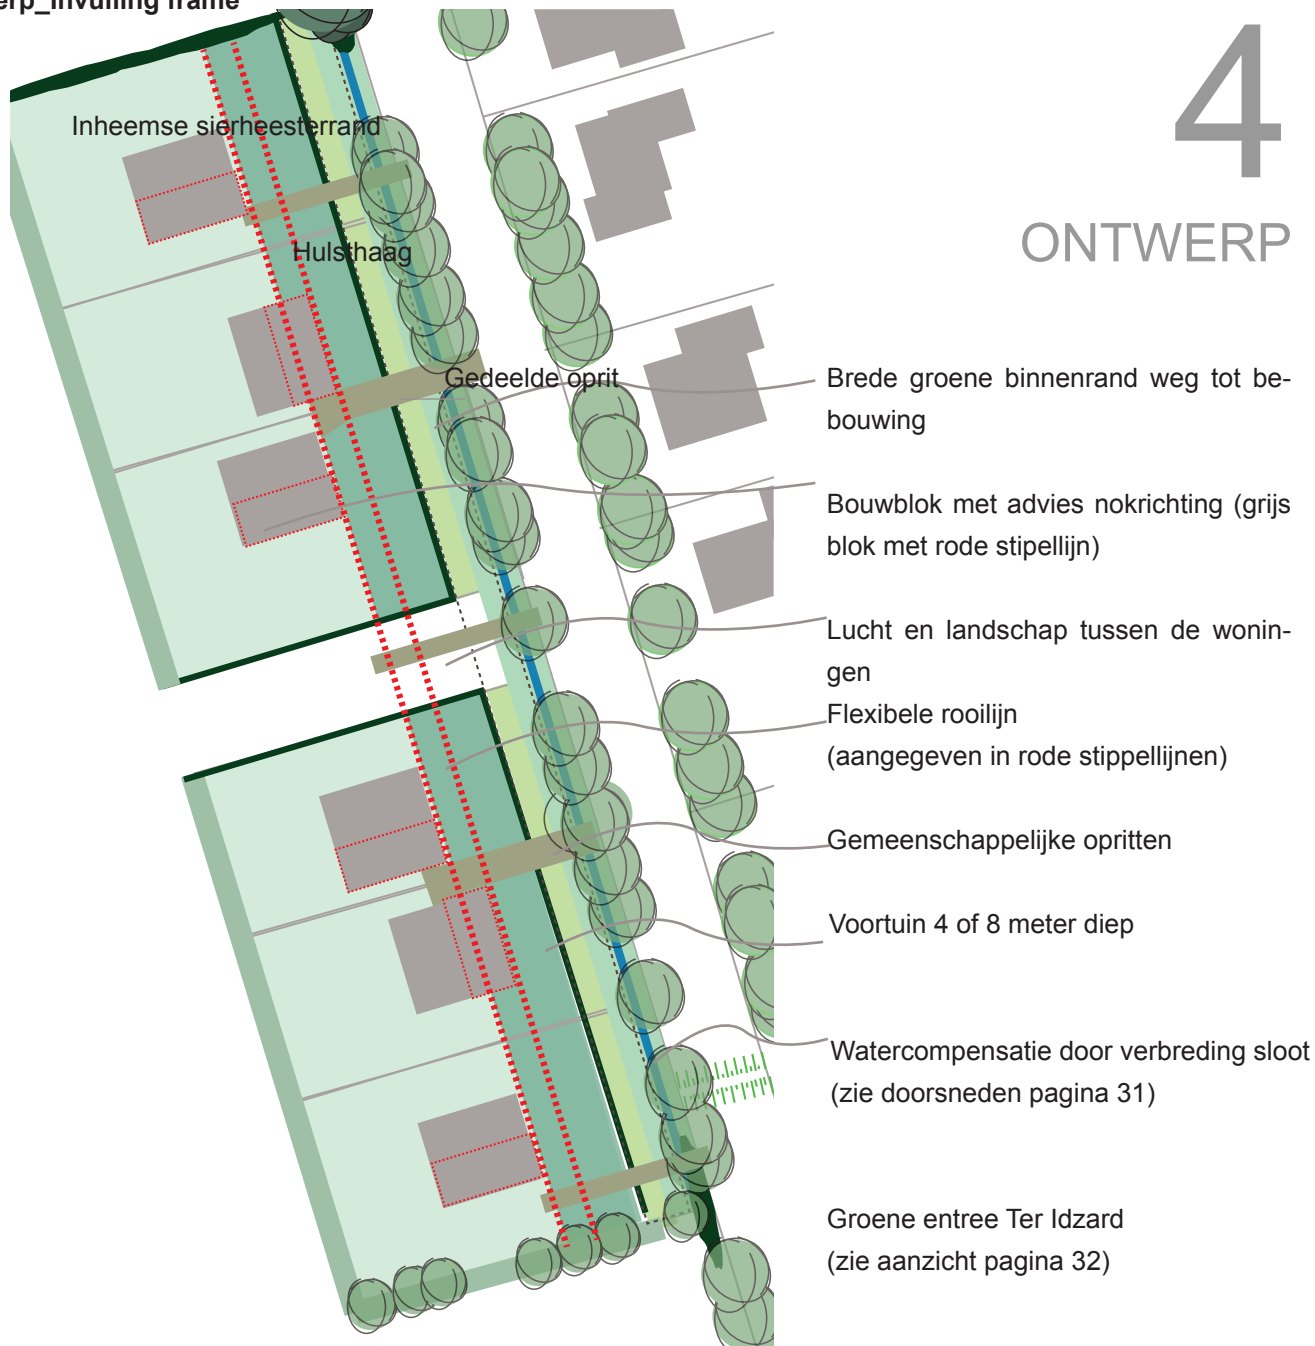 erp_invulling frame
4
ONTWERP
Inheemse sierheesterrand
Hulsthaag
Gedeelde oprit
Brede groene binnenrand weg tot be-
bouwing
Bouwblok met advies nokrichting (grijs
blok met rode stipellijn)
Lucht en landschap tussen de wonin-
gen
Flexibele rooilijn
(aangegeven in rode stippellijnen)
Gemeenschappelijke opritten
Voortuin 4 of 8 meter diep
Watercompensatie door verbreding sloot
(zie doorsneden pagina 31)
Groene entree Ter Idzard
(zie aanzicht pagina 32)